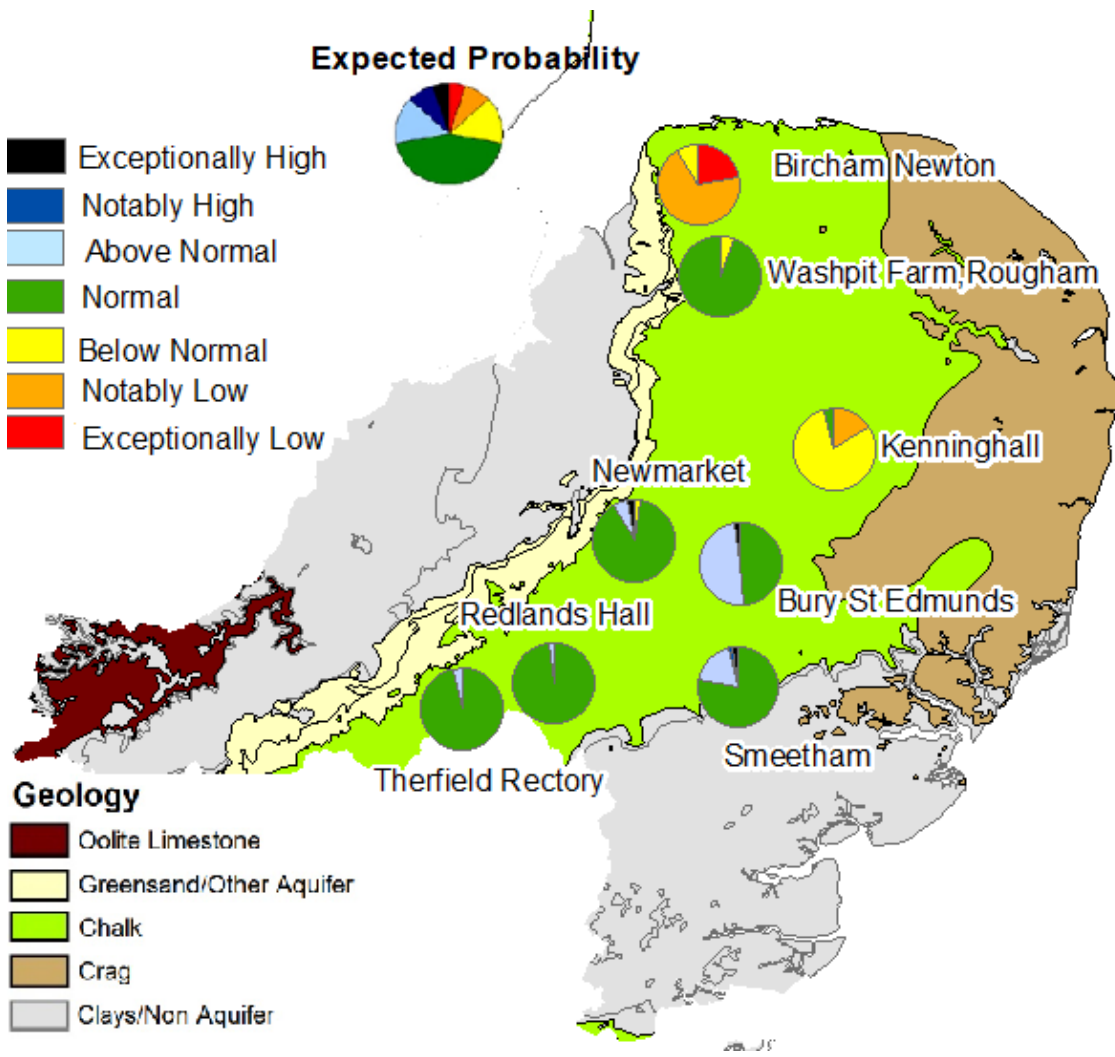 Expected Probability
Exceptionally High
Notably High
Above Normal
Normal
Below Normal
Notably Low
Exceptionally Low
Bircham Newton
Washpit Farm,Rougham
Kenninghall
Newmarket
Bury St Edmunds
Redlands Hall
Smeetham
Therfield Rectory
Geology
Oolite Limestone
Greensand/Other Aquifer
Chalk
Crag
Clays/Non Aquifer